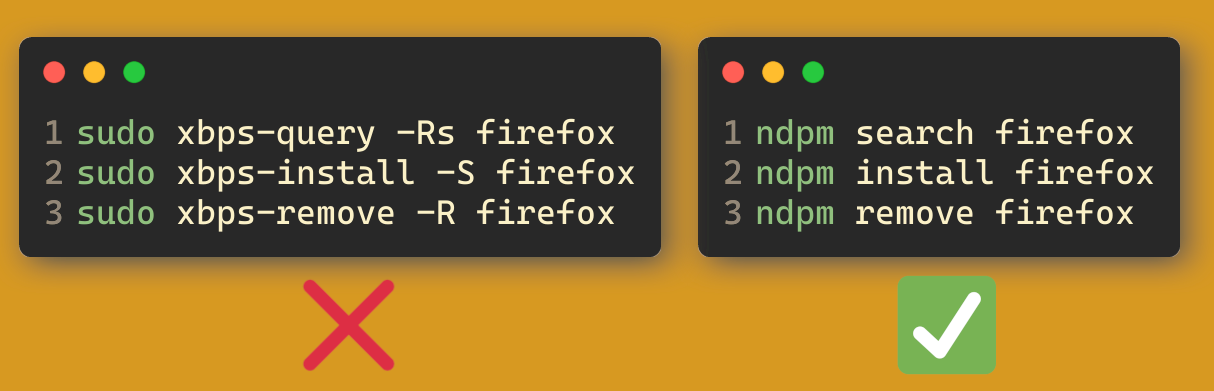 1 sudo xbps-query -Rs firefox
2 sudo xbps-install -S firefox
3 sudo xbps-remove -R firefox
1 ndpm search firefox
2 ndpm install firefox
3 ndpm remove firefox